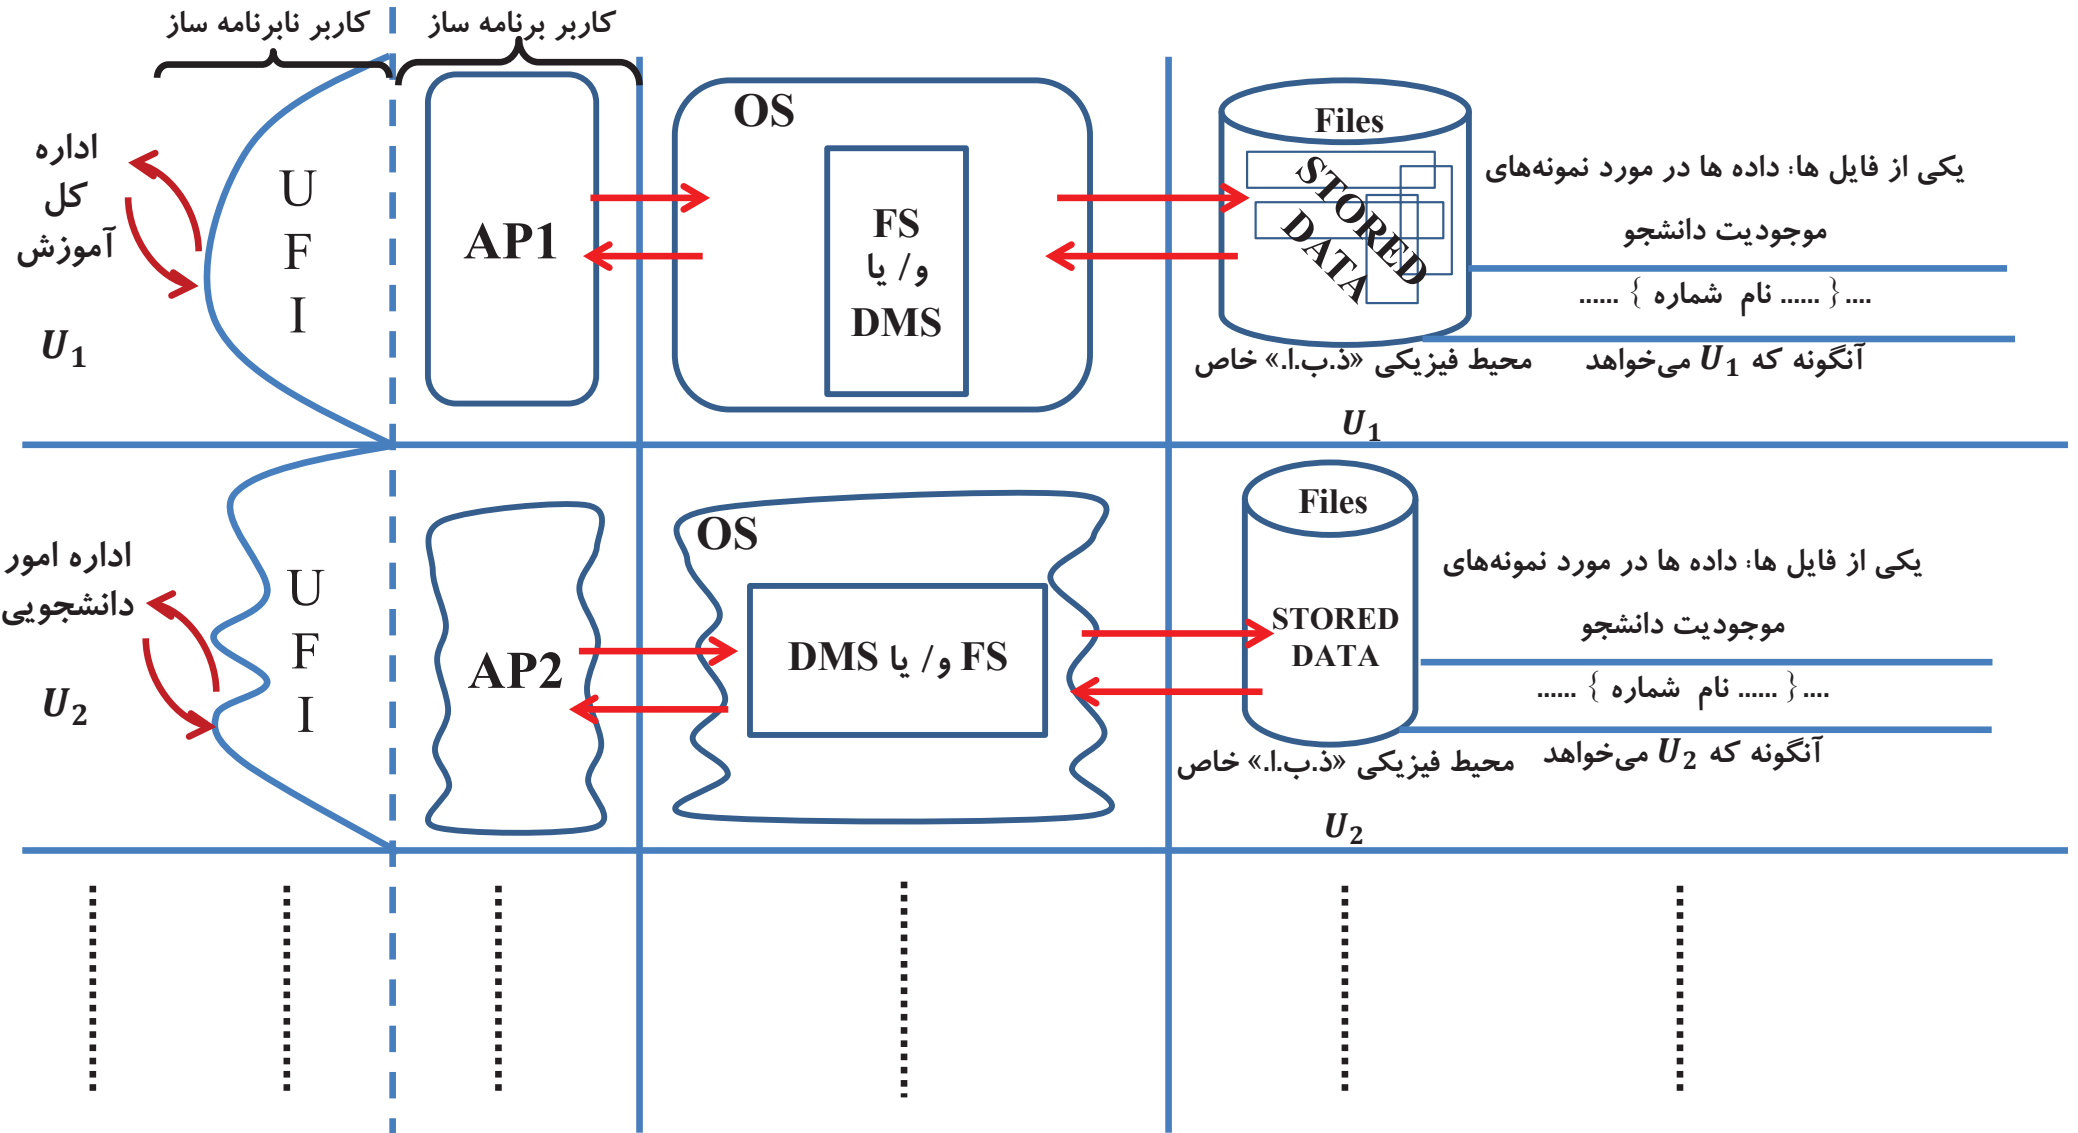 کاربر برنامه ساز
کاربر نابرنامه ساز
اداره
کل
آموزش
U₁
U
F
I
AP1
OS
FS
و/ یا
DMS
Files
STORED
DATA
یکی از فایل ها: داده ها در مورد نمونه‌های
موجودیت دانشجو
....{ ...... نام شماره } ......
آنگونه که U₁ می‌خواهد
محیط فیزیکی «ذ.ب.ا.» خاص
U₁
اداره امور
دانشجویی
U₂
U
F
I
AP2
OS
FS و/ یا DMS
Files
STORED
DATA
یکی از فایل ها: داده ها در مورد نمونه‌های
موجودیت دانشجو
....{ ...... نام شماره } ......
آنگونه که U₂ می‌خواهد
محیط فیزیکی «ذ.ب.ا.» خاص
U₂